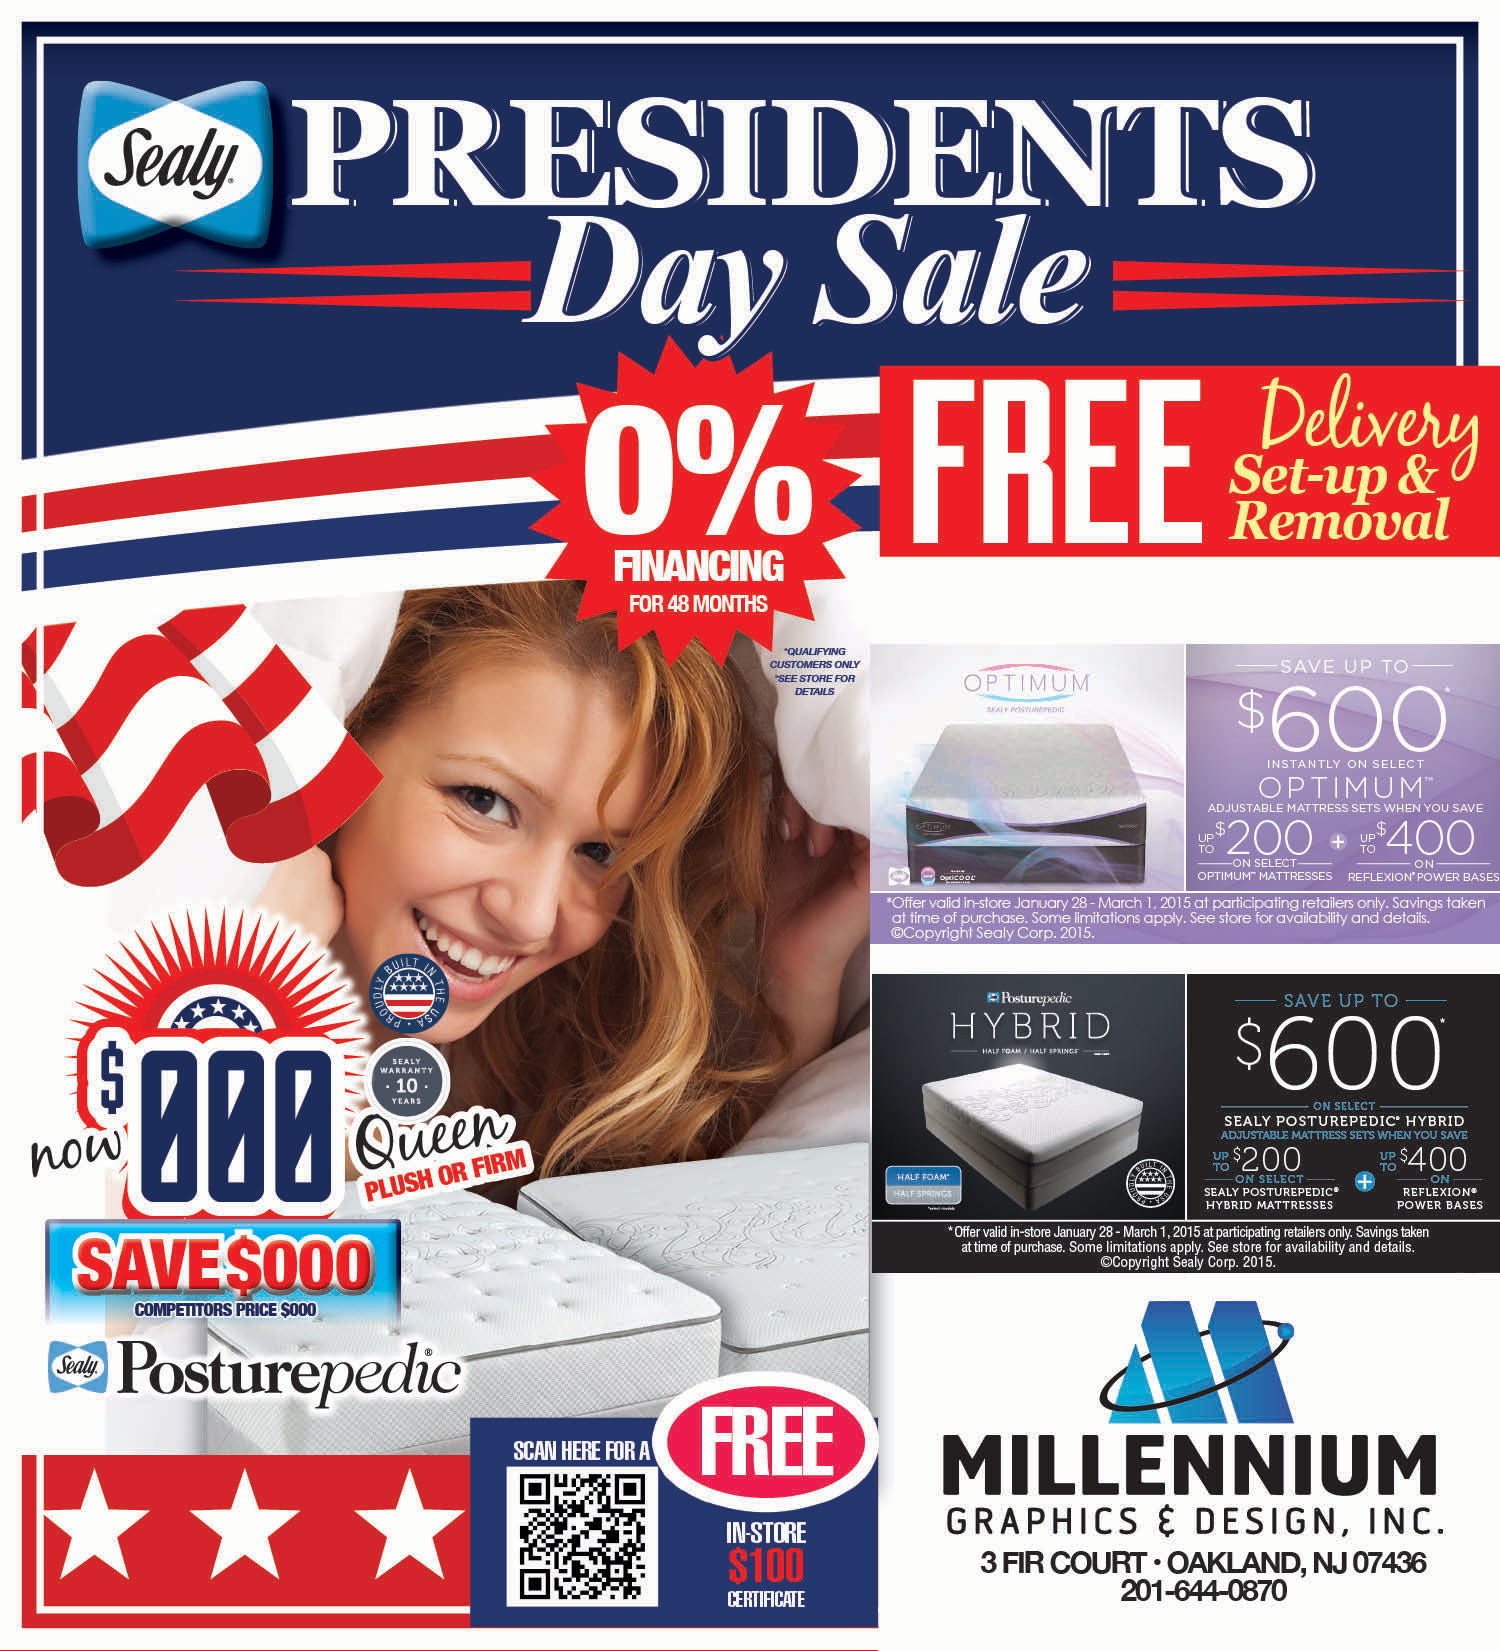 Sealy®
PRESIDENTS
Day Sale
0%
FINANCING
FOR 48 MONTHS
*QUALIFYING
CUSTOMERS ONLY
*SEE STORE FOR
DETAILS
FREE
Delivery
Set-up &
Removal
OPTIMUM
SEALY POSTUREPEDIC
OPTIMUM
OptiCOOL
SAVE UP TO
$600*
INSTANTLY ON SELECT
OPTIMUM™
ADJUSTABLE MATTRESS SETS WHEN YOU SAVE
UP TO $200 + UP TO $400
ON SELECT
OPTIMUM™ MATTRESSES
ON
REFLEXION® POWER BASES
*Offer valid in-store January 28 - March 1, 2015 at participating retailers only. Savings taken
at time of purchase. Some limitations apply. See store for availability and details.
©Copyright Sealy Corp. 2015.
Posturepedic
HYBRID
HALF FOAM / HALF SPRINGS
HALF FOAM*
HALF SPRINGS
*select models
PROUDLY BUILT IN THE USA
SAVE UP TO
$600*
ON SELECT
SEALY POSTUREPEDIC® HYBRID
ADJUSTABLE MATTRESS SETS WHEN YOU SAVE
UP TO $200 + UP TO $400
ON SELECT
SEALY POSTUREPEDIC®
HYBRID MATTRESSES
ON
REFLEXION®
POWER BASES
*Offer valid in-store January 28 - March 1, 2015 at participating retailers only. Savings taken
at time of purchase. Some limitations apply. See store for availability and details.
©Copyright Sealy Corp. 2015.
PROUDLY BUILT IN THE USA
SEALY
WARRANTY
· 10 ·
YEARS
now $000
Queen
PLUSH OR FIRM
SAVE $000
COMPETITORS PRICE $000
Sealy Posturepedic®
SCAN HERE FOR A
FREE
IN-STORE
$100
CERTIFICATE
MILLENNIUM
GRAPHICS & DESIGN, INC.
3 FIR COURT · OAKLAND, NJ 07436
201-644-0870